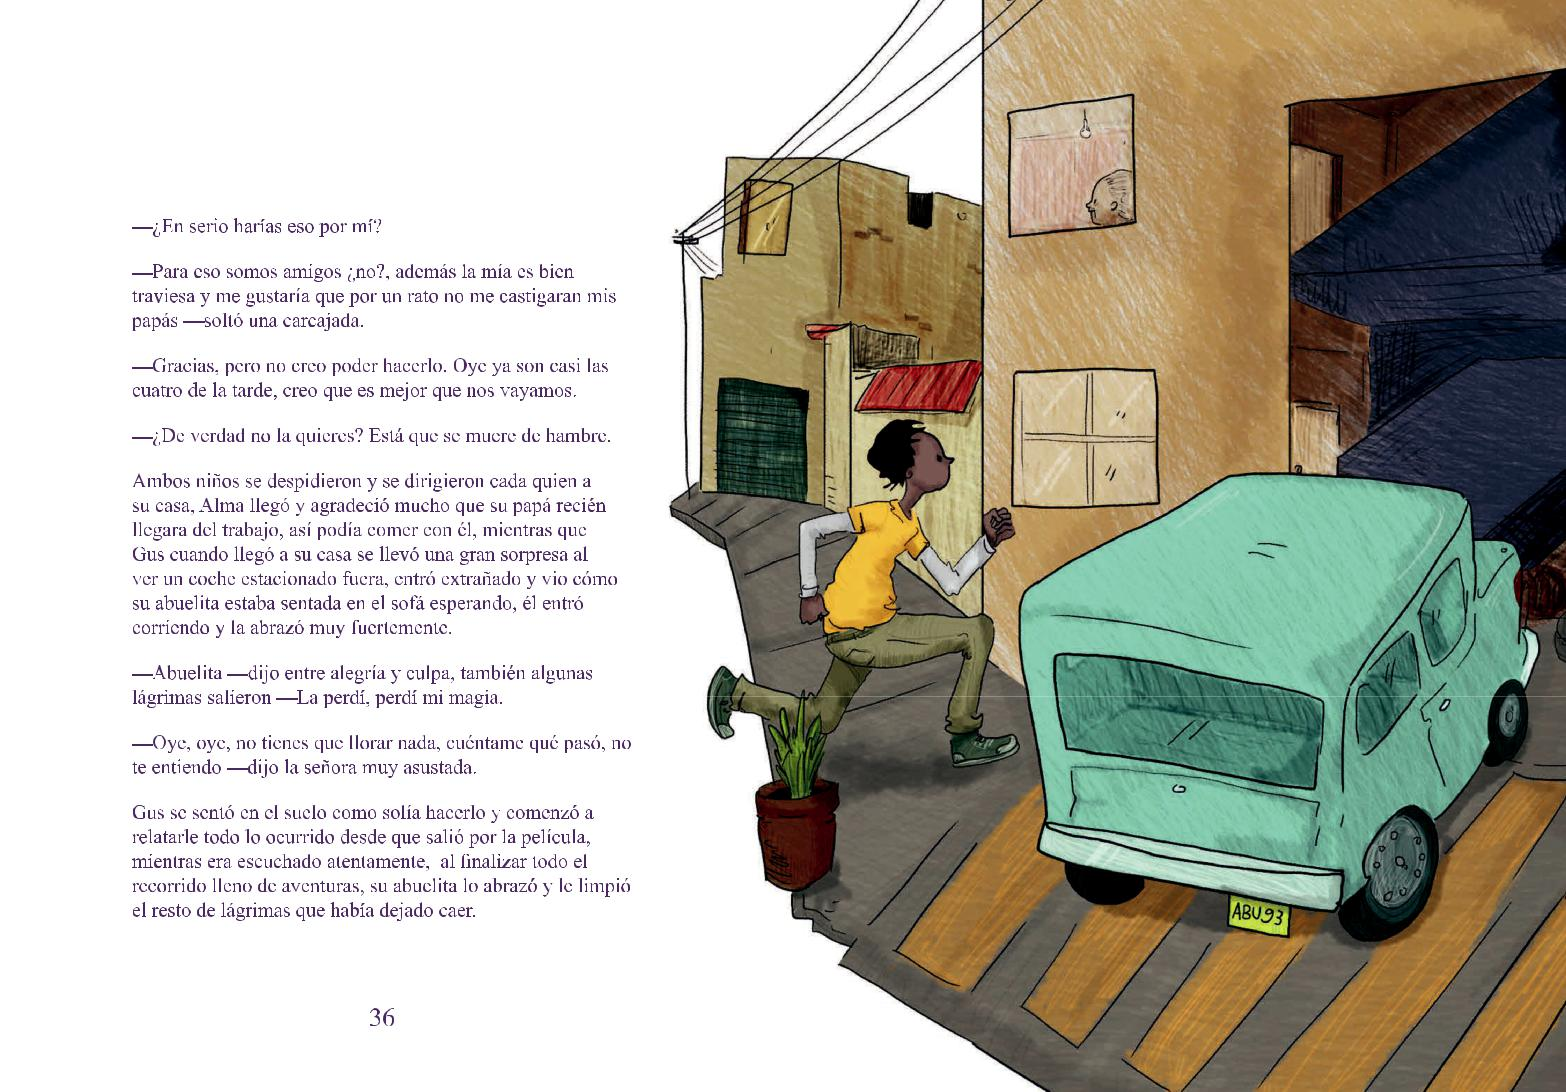 —¿En serio harías eso por mí?
—Para eso somos amigos ¿no?, además la mía es bien
traviesa y me gustaría que por un rato no me castigaran mis
papás —soltó una carcajada.
—Gracias, pero no creo poder hacerlo. Oye ya son casi las
cuatro de la tarde, creo que es mejor que nos vayamos.
—¿De verdad no la quieres? Está que se muere de hambre.
Ambos niños se despidieron y se dirigieron cada quien a
su casa, Alma llegó y agradeció mucho que su papá recién
llegara del trabajo, así podía comer con él, mientras que
Gus cuando llegó a su casa se llevó una gran sorpresa al
ver un coche estacionado fuera, entró extrañado y vio cómo
su abuelita estaba sentada en el sofá esperando, él entró
corriendo y la abrazó muy fuertemente.
—Abuelita —dijo entre alegría y culpa, también algunas
lágrimas salieron —La perdí, perdí mi magia.
—Oye, oye, no tienes que llorar nada, cuéntame qué pasó, no
te entiendo —dijo la señora muy asustada.
Gus se sentó en el suelo como solía hacerlo y comenzó a
relatarle todo lo ocurrido desde que salió por la película,
mientras era escuchado atentamente,  al finalizar todo el
recorrido lleno de aventuras, su abuelita lo abrazó y le limpió
el resto de lágrimas que había dejado caer.
36
ABU93